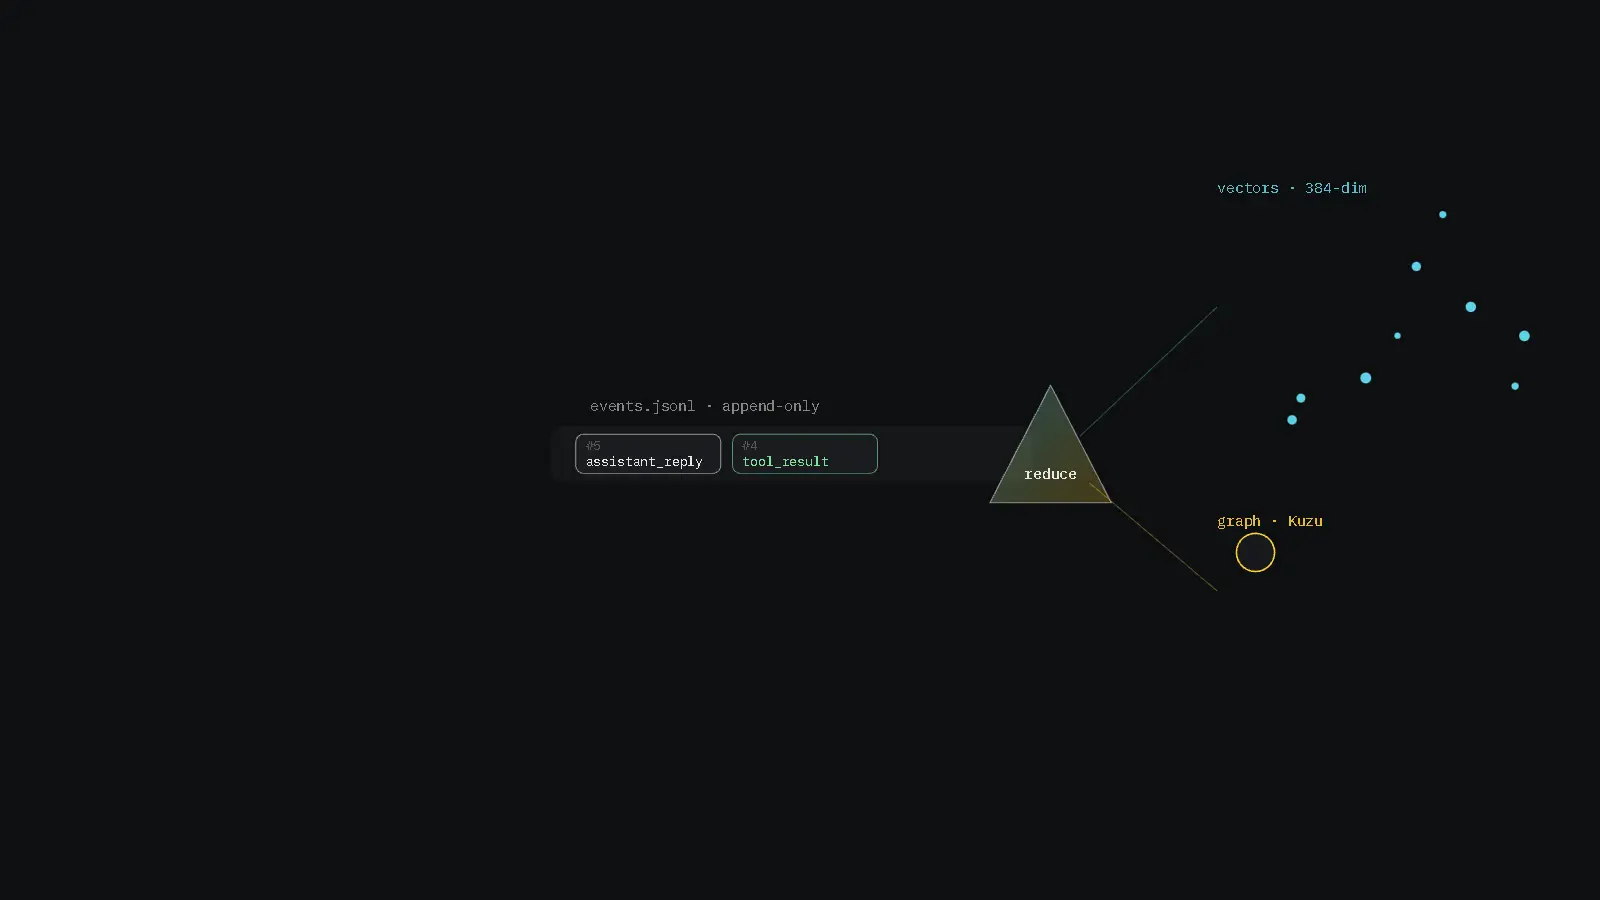 vectors · 384-dim
events.jsonl · append-only
#5
assistant_reply
#4
tool_result
reduce
graph · Kuzu